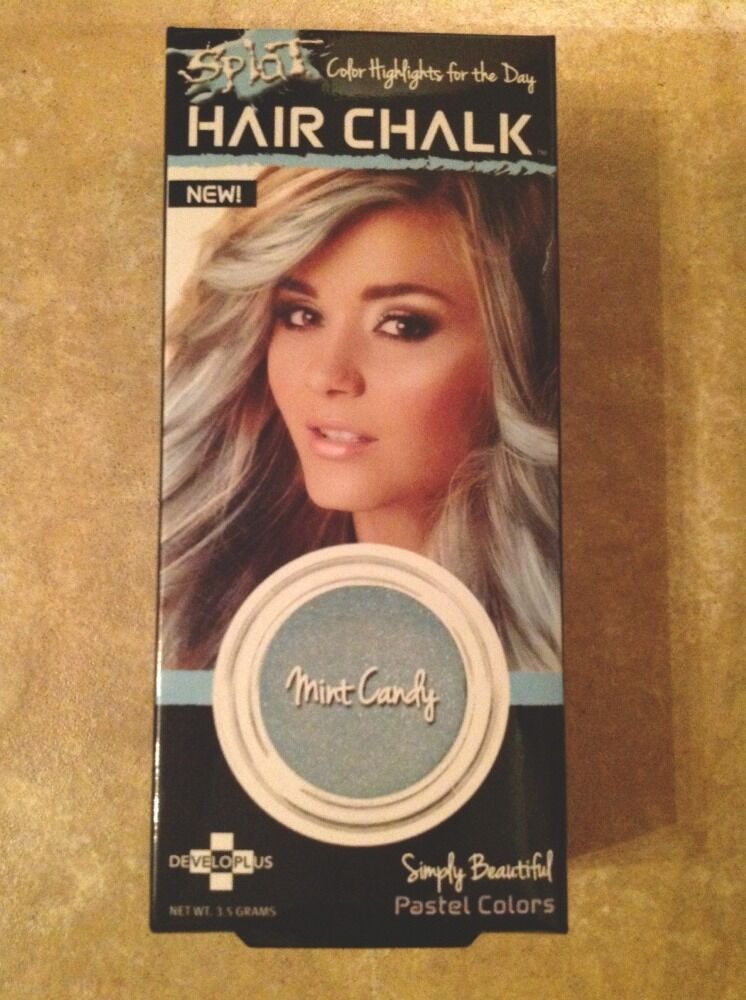 Splat Color Highlights for the Day
HAIR CHALK™
NEW!
Mint Candy
DEVELOPLUS
Simply Beautiful
NET WT. 3.5 GRAMS
Pastel Colors